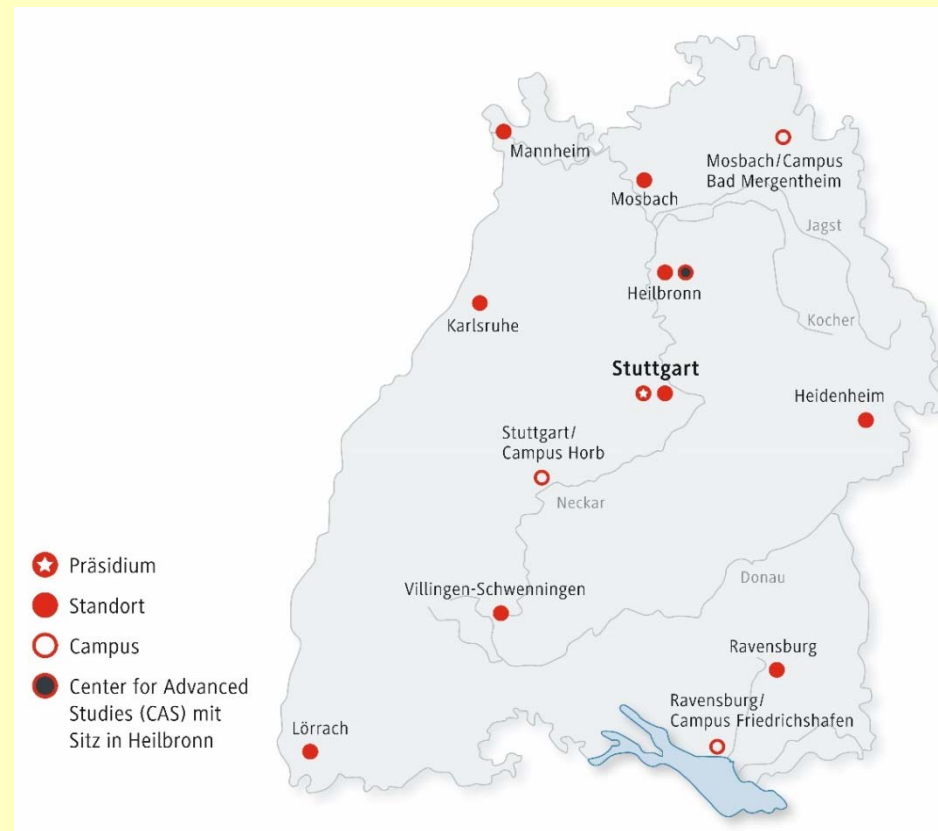 Mannheim
Mosbach/Campus
Bad Mergentheim
Mosbach
Jagst
Heilbronn
Karlsruhe
Kocher
Stuttgart
Heidenheim
Stuttgart/
Campus Horb
Neckar
Präsidium
Standort
Campus
Center for Advanced
Studies (CAS) mit
Sitz in Heilbronn
Villingen-Schwenningen
Donau
Ravensburg
Ravensburg/
Campus Friedrichshafen
Lörrach